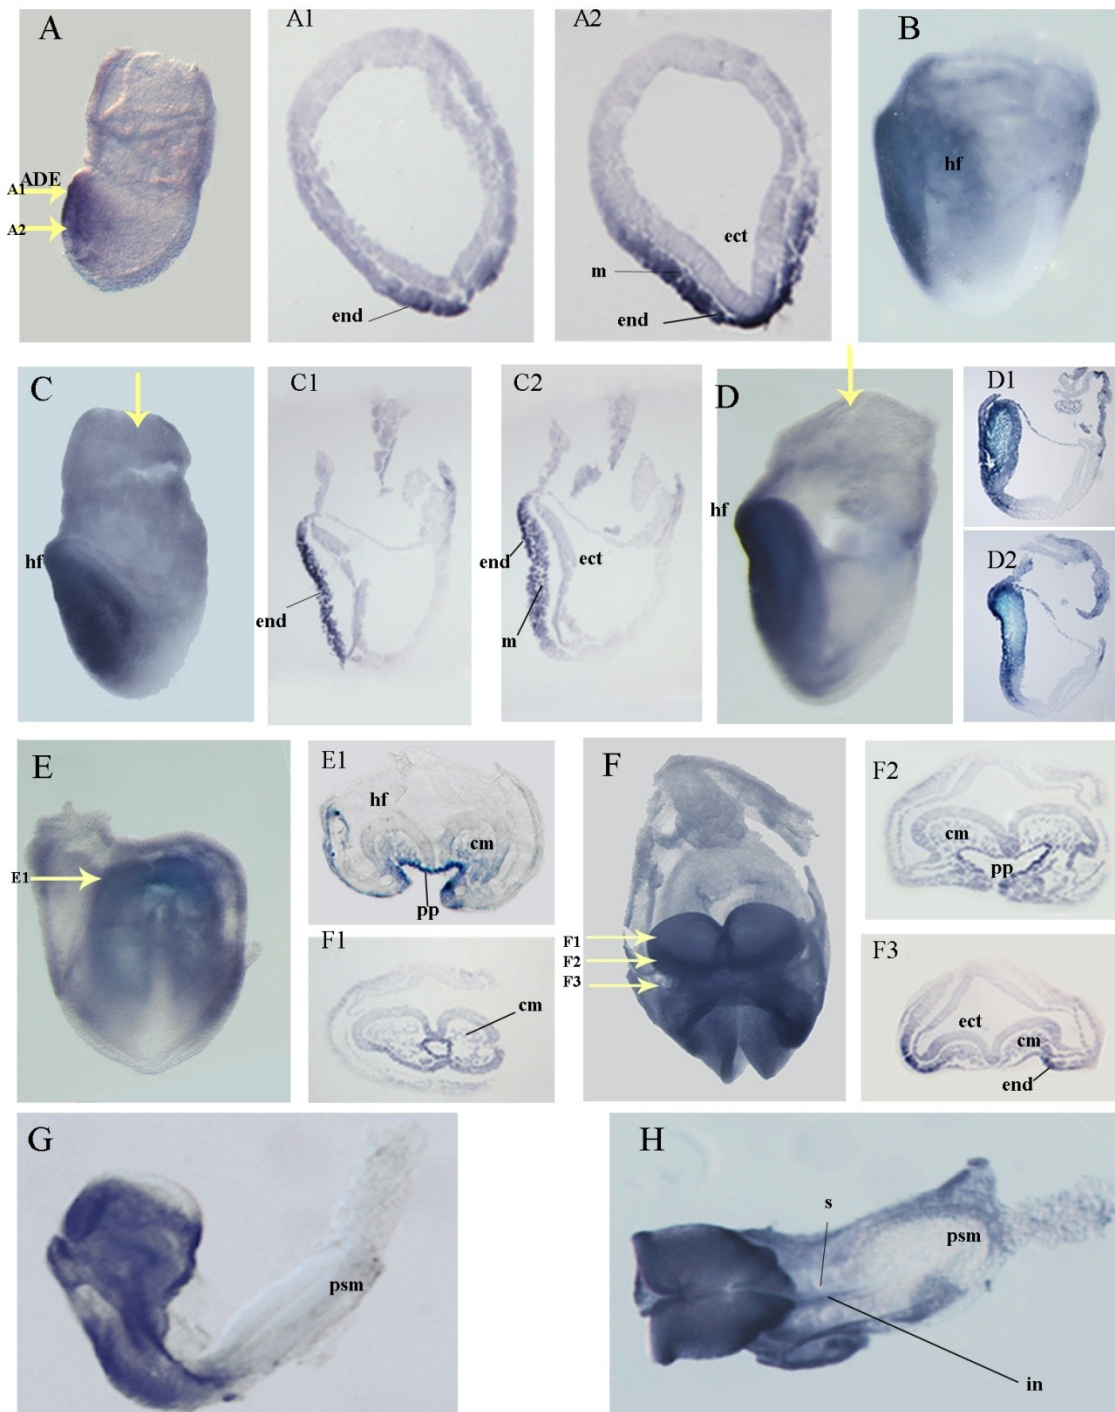 A
A1
A2
B
ADE
A1
A2
hf
ect
m
end
end
C
C1
C2
D
D1
hf
end
ect
end
m
hf
D2
E
E1
F
F2
hf
cm
E1
pp
cm
pp
F1
F1
F2
F3
F3
cm
ect
cm
end
G
H
s
psm
psm
in